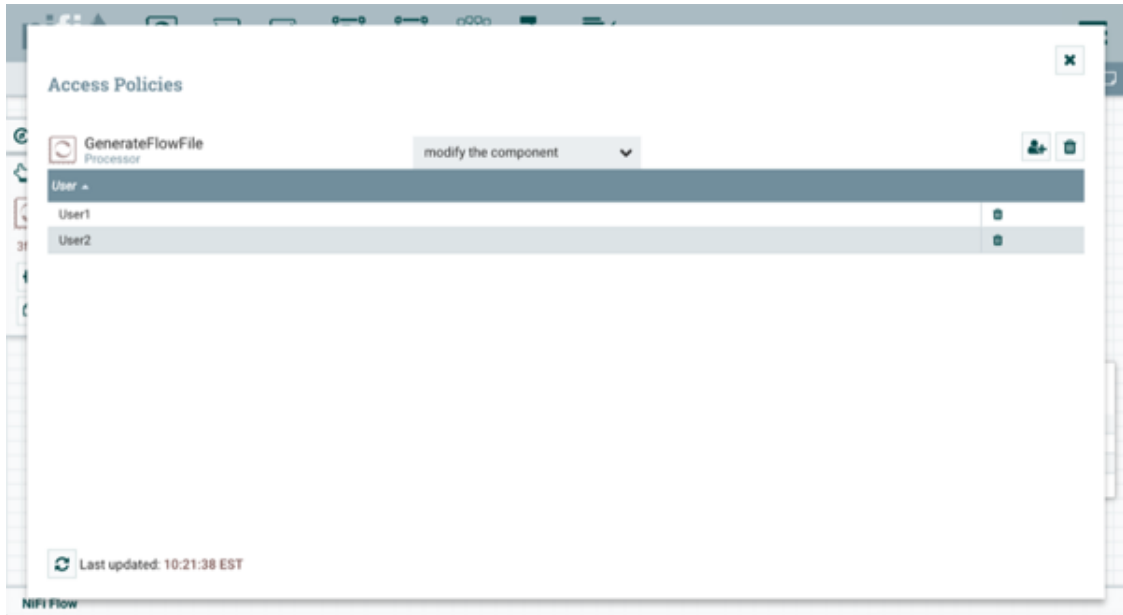 Access Policies
GenerateFlowFile
Processor
modify the component
User
User1
User2
Last updated: 10:21:38 EST
NiFi Flow